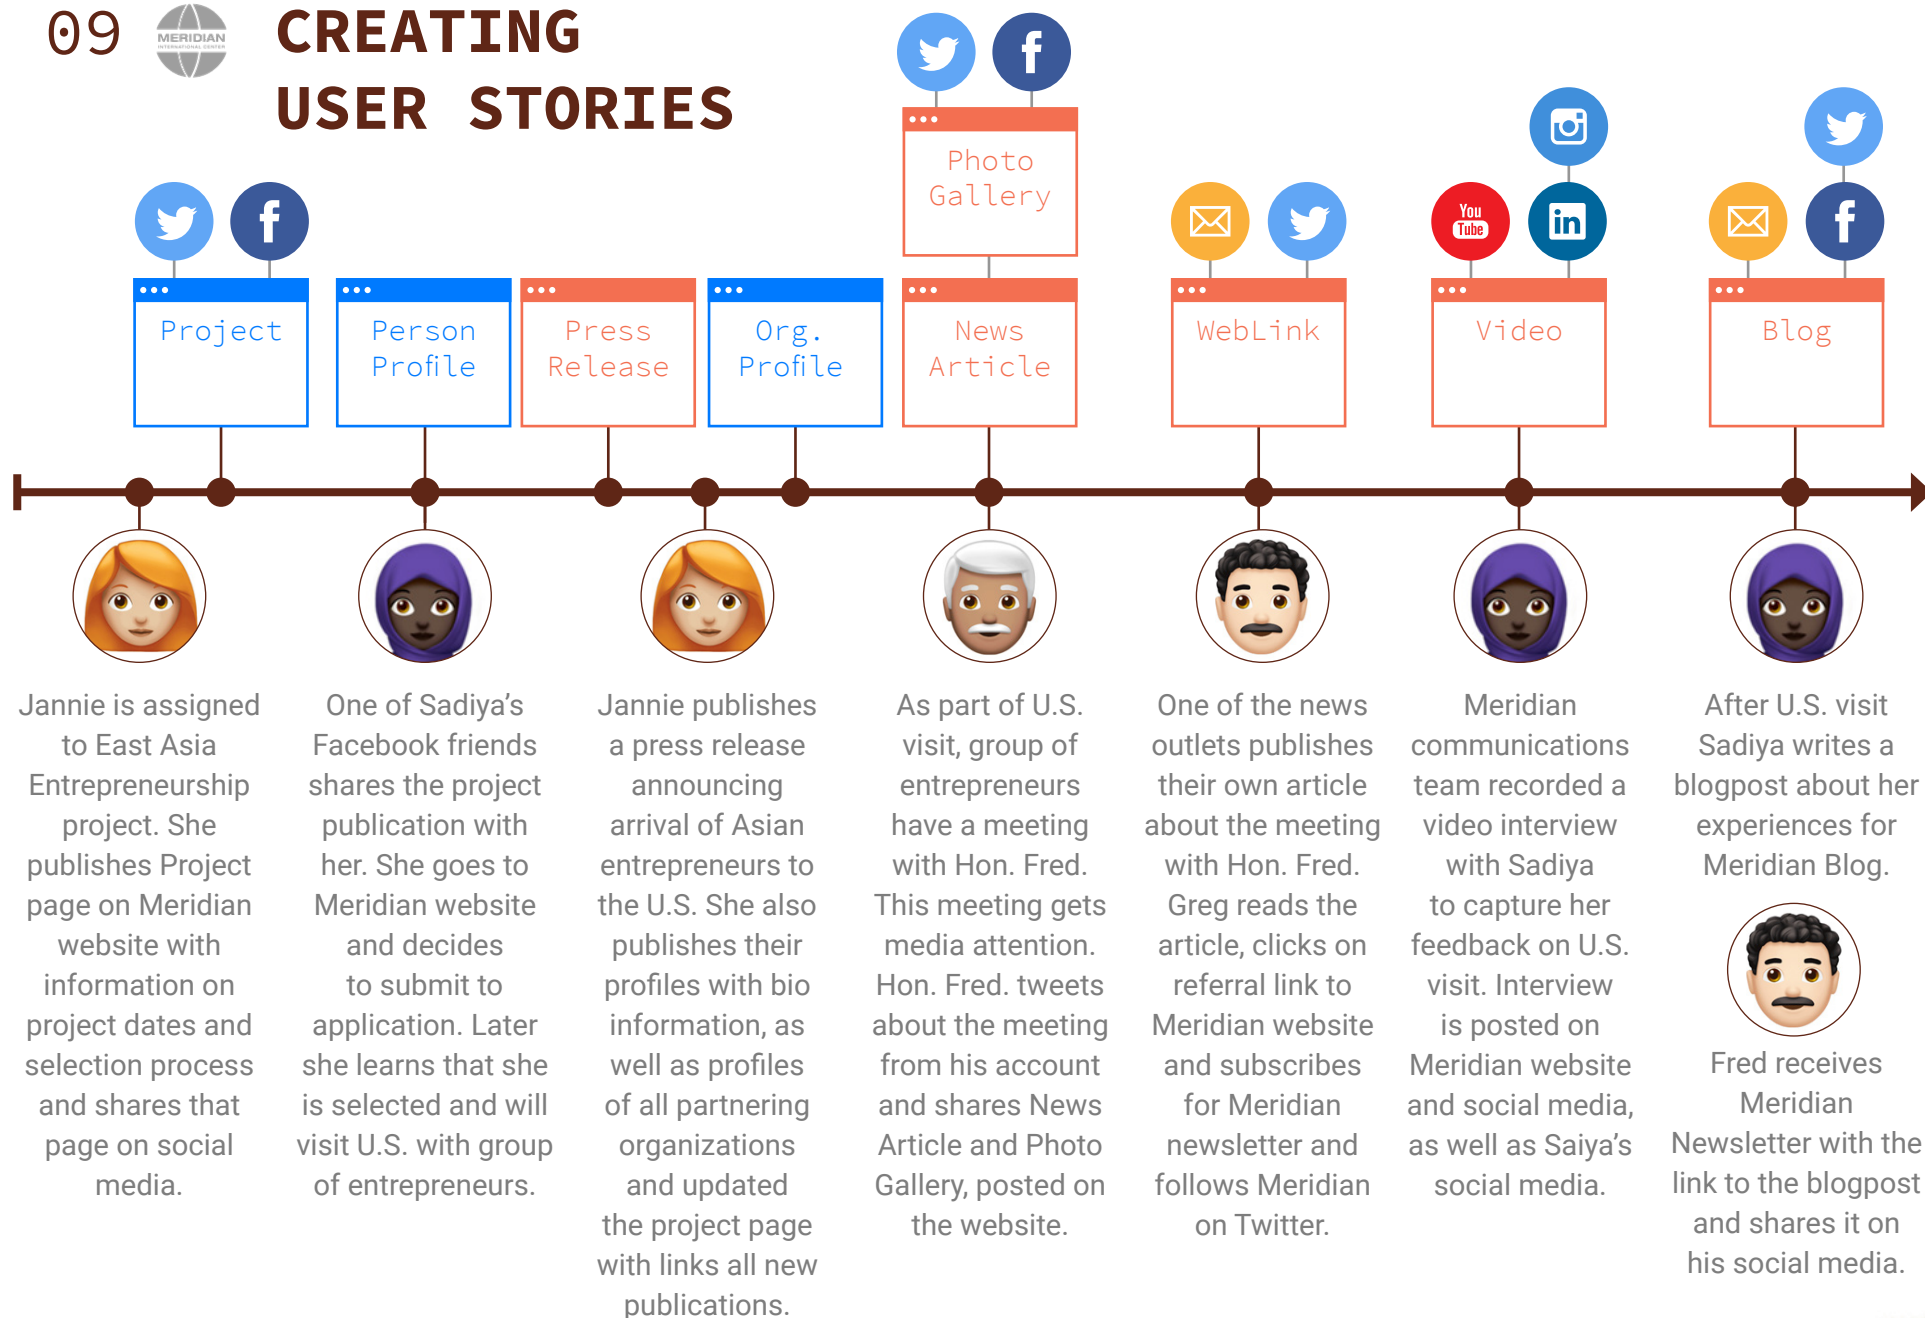 09
MERIDIAN
INTERNATIONAL CENTER
CREATING
USER STORIES
Project
Person
Profile
Press
Release
Org.
Profile
Photo
Gallery
News
Article
WebLink
You
Tube
in
Video
Blog
Jannie is assigned
to East Asia
Entrepreneurship
project. She
publishes Project
page on Meridian
website with
information on
project dates and
selection process
and shares that
page on social
media.
One of Sadiya’s
Facebook friends
shares the project
publication with
her. She goes to
Meridian website
and decides
to submit to
application. Later
she learns that she
is selected and will
visit U.S. with group
of entrepreneurs.
Jannie publishes
a press release
announcing
arrival of Asian
entrepreneurs to
the U.S. She also
publishes their
profiles with bio
information, as
well as profiles
of all partnering
organizations
and updated
the project page
with links all new
publications.
As part of U.S.
visit, group of
entrepreneurs
have a meeting
with Hon. Fred.
This meeting gets
media attention.
Hon. Fred. tweets
about the meeting
from his account
and shares News
Article and Photo
Gallery, posted on
the website.
One of the news
outlets publishes
their own article
about the meeting
with Hon. Fred.
Greg reads the
article, clicks on
referral link to
Meridian website
and subscribes
for Meridian
newsletter and
follows Meridian
on Twitter.
Meridian
communications
team recorded a
video interview
with Sadiya
to capture her
feedback on U.S.
visit. Interview
is posted on
Meridian website
and social media,
as well as Saiya’s
social media.
After U.S. visit
Sadiya writes a
blogpost about her
experiences for
Meridian Blog.
Fred receives
Meridian
Newsletter with the
link to the blogpost
and shares it on
his social media.